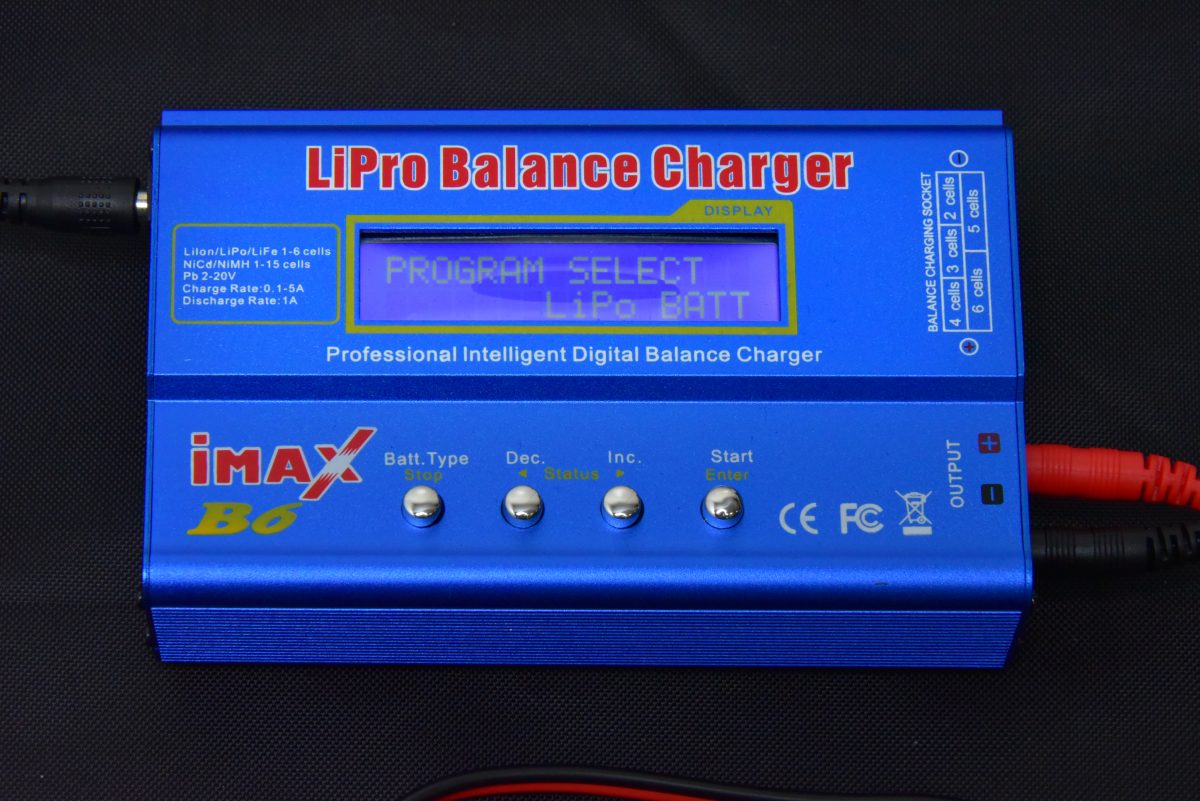 LiPro Balance Charger
DISPLAY
LiIon/LiPo/LiFe 1-6 cells
NiCd/NiMH 1-15 cells
Pb 2-20V
Charge Rate:0.1-5A
Discharge Rate:1A
PROGRAM SELECT
LiPo BATT
Professional Intelligent Digital Balance Charger
BALANCE CHARGING SOCKET
4 cells 3 cells 2 cells
6 cells 5 cells
-
+
iMAX
B6
Batt.Type
Stop
Dec.
◄ Status ►
Inc.
Start
Enter
CE FC
OUTPUT
+
-